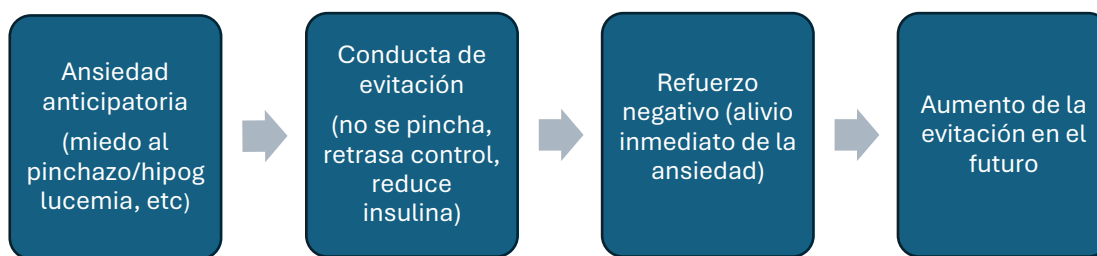 Ansiedad
anticipatoria
(miedo al
pinchazo/hipog
lucemia, etc)
Conducta de
evitación
(no se pincha,
retrasa control,
reduce
insulina)
Refuerzo
negativo (alivio
inmediato de la
ansiedad)
Aumento de la
evitación en el
futuro